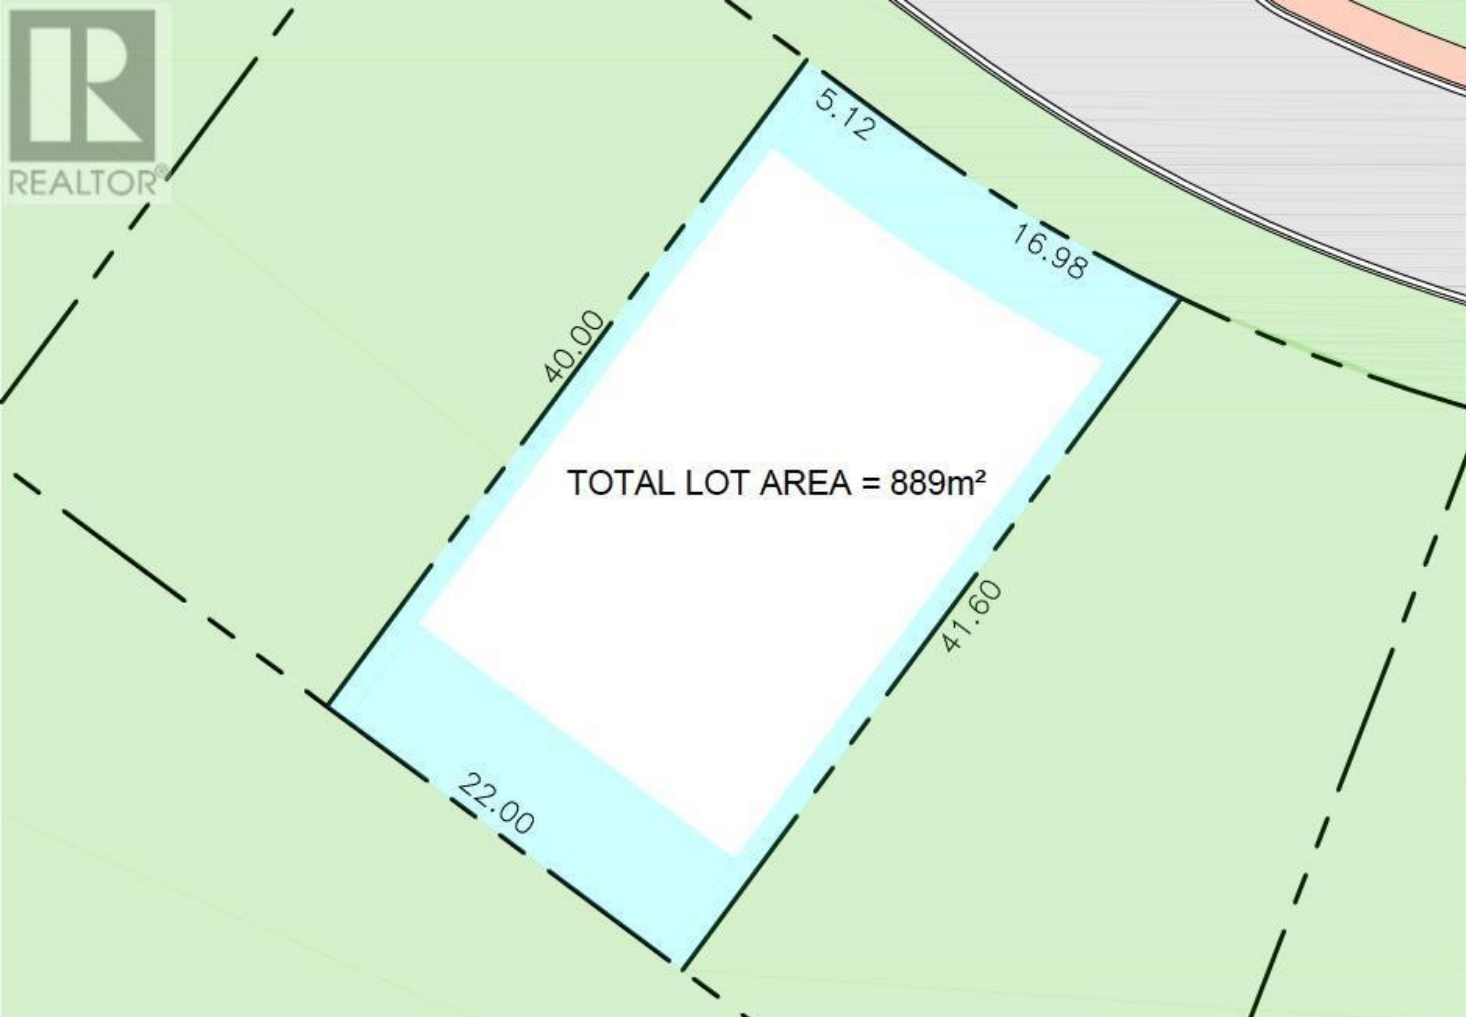 REALTOR®
5.12
16.98
40.00
TOTAL LOT AREA = 889m²
41.60
22.00